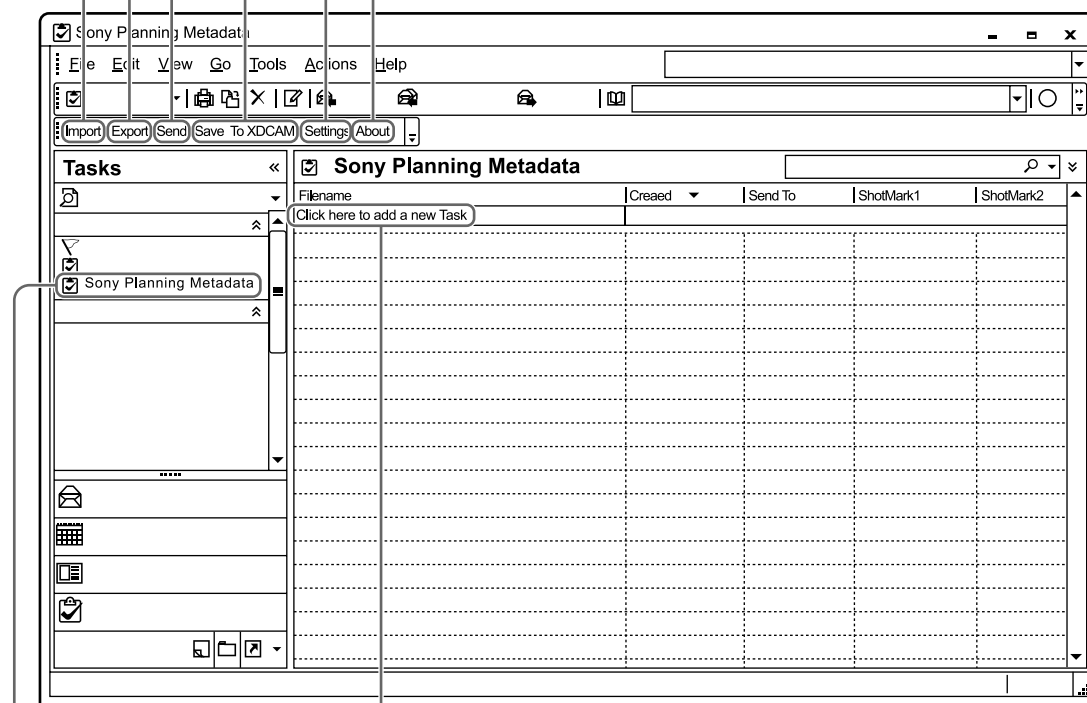 Sony Planning Metadata
File Edit View Go Tools Actions Help
Import Export Send Save To XDCAM Settings About
Tasks
Sony Planning Metadata
Filename Creaed Send To ShotMark1 ShotMark2
Click here to add a new Task
Sony Planning Metadata